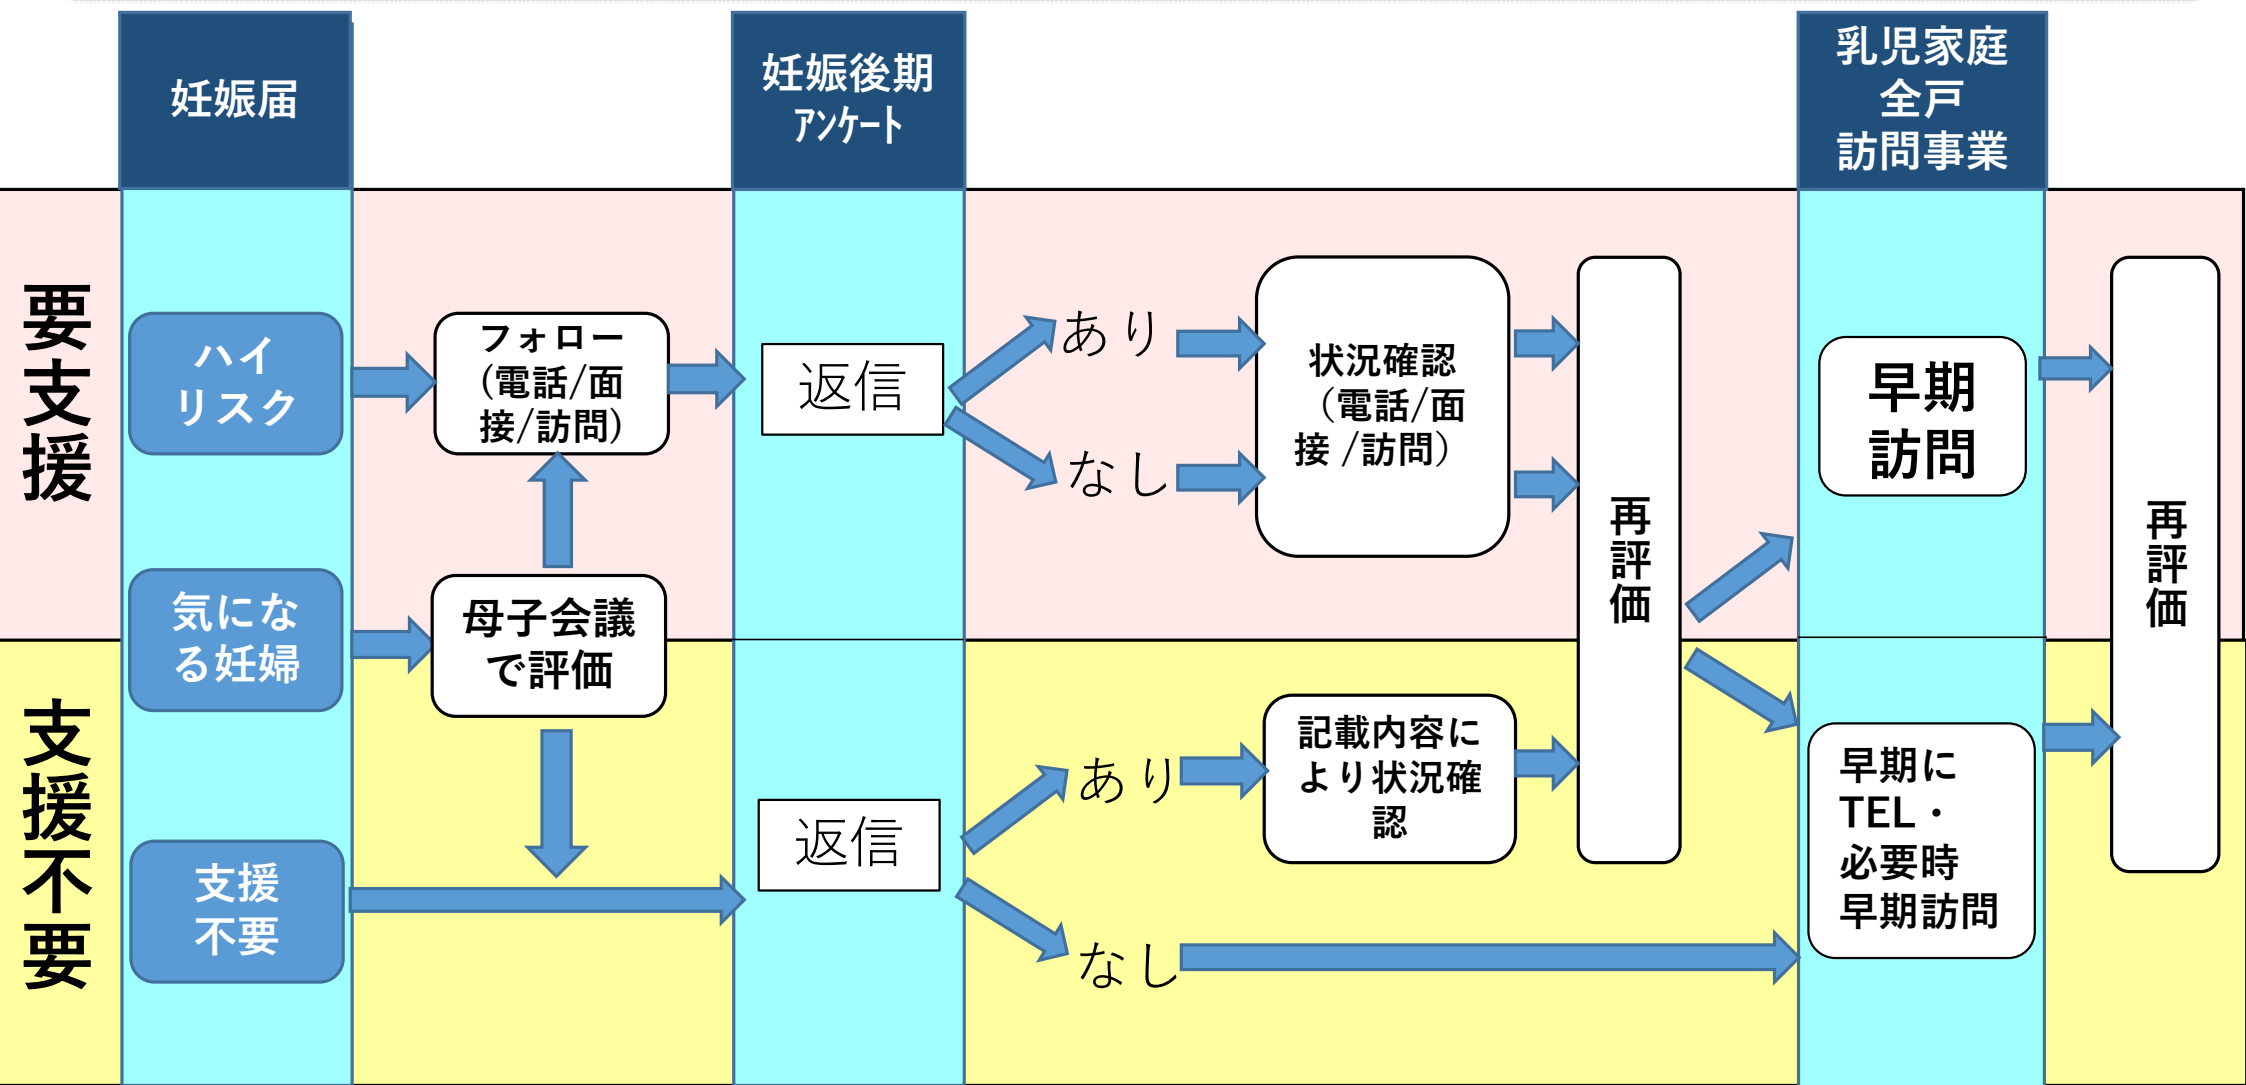 妊娠届
妊娠後期
アンケート
乳児家庭
全戸
訪問事業
要支援
ハイ
リスク
フォロー
(電話/面
接/訪問)
返信
あり
なし
状況確認
（電話/面
接 /訪問）
再評価
早期
訪問
再評価
気にな
る妊婦
母子会議
で評価
支援不要
支援
不要
返信
あり
なし
記載内容に
より状況確
認
早期に
TEL・
必要時
早期訪問